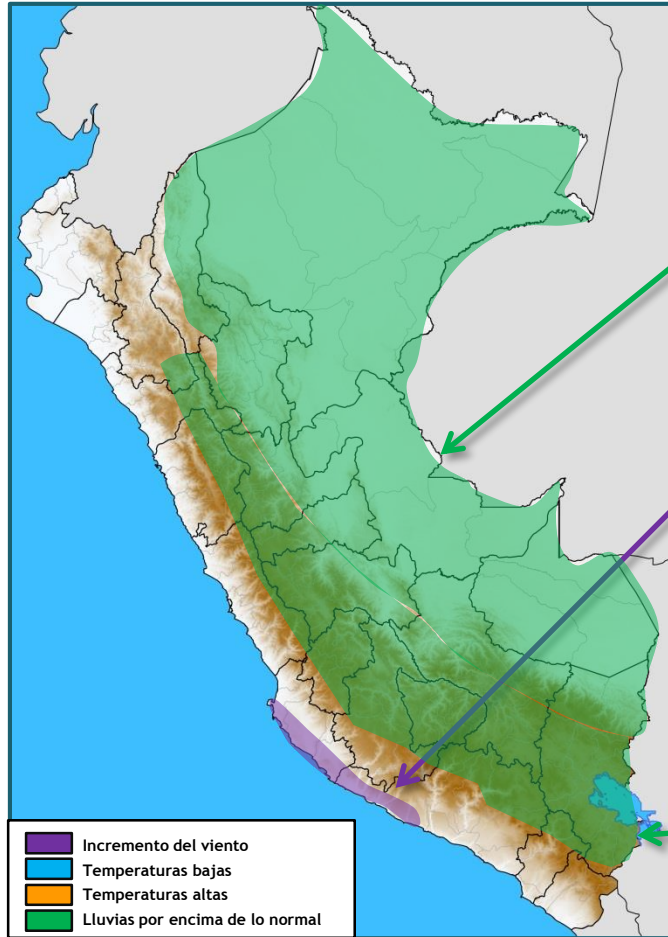 Incremento del viento
Temperaturas bajas
Temperaturas altas
Lluvias por encima de lo normal